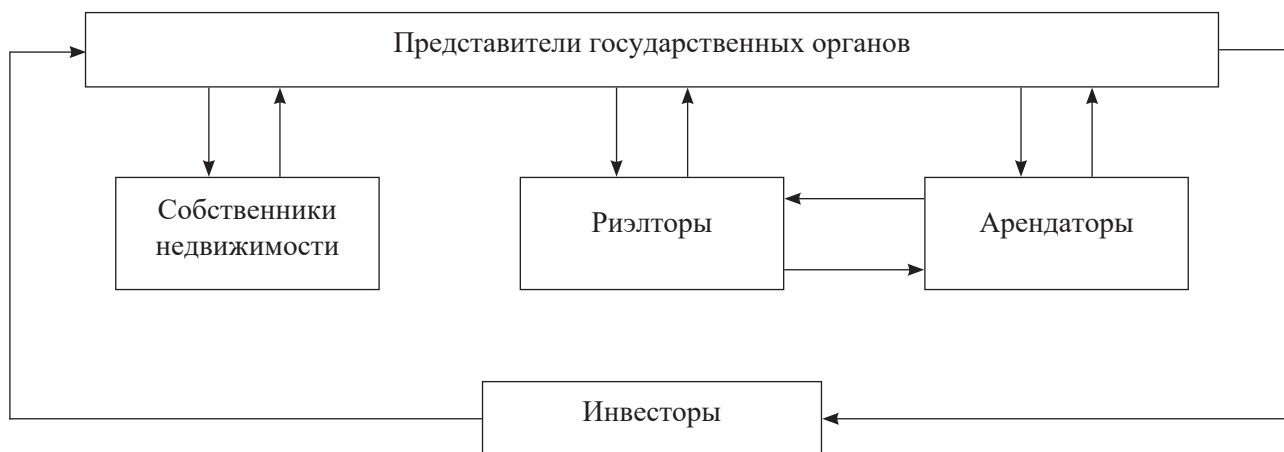 Представители государственных органов
Собственники
недвижимости
Риэлторы
Арендаторы
Инвесторы